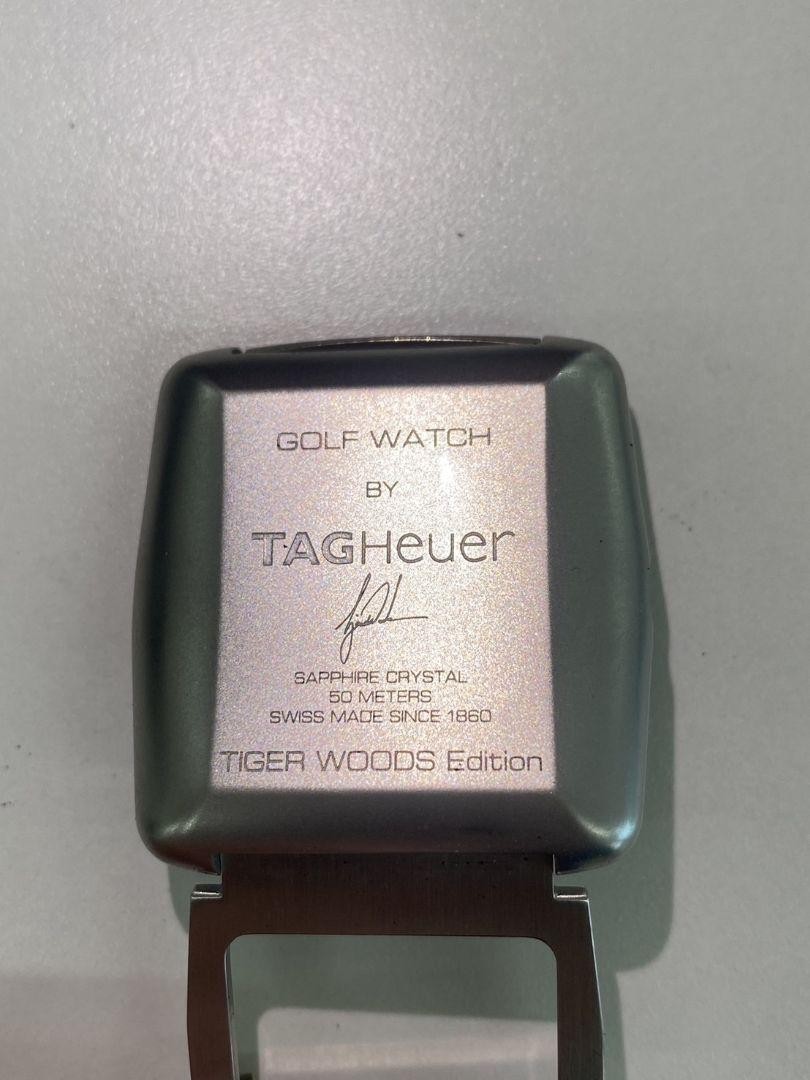 GOLF WATCH
BY
TAGHeuer
SAPPHIRE CRYSTAL
50 METERS
SWISS MADE SINCE 1860
TIGER WOODS Edition